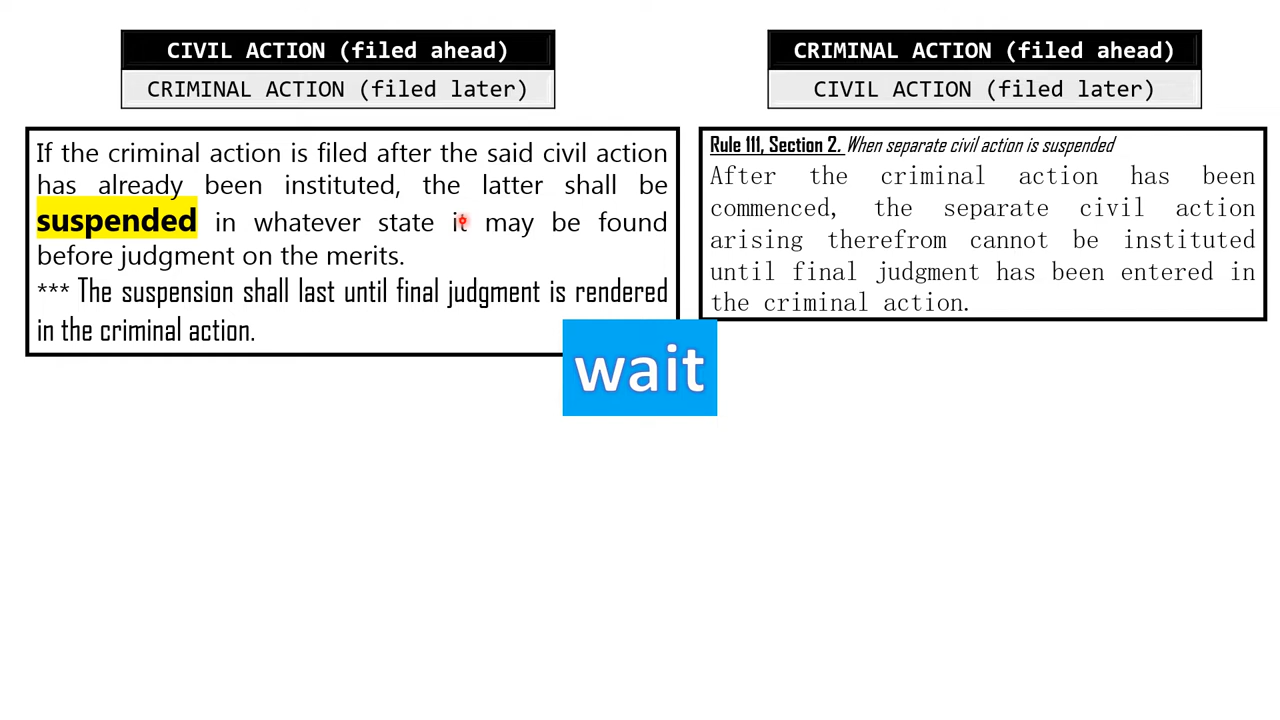 CIVIL ACTION (filed ahead)
CRIMINAL ACTION (filed later)
If the criminal action is filed after the said civil action
has already been instituted, the latter shall be
suspended in whatever state it may be found
before judgment on the merits.
*** The suspension shall last until final judgment is rendered
in the criminal action.
CRIMINAL ACTION (filed ahead)
CIVIL ACTION (filed later)
Rule 111, Section 2. When separate civil action is suspended
After the criminal action has been
commenced, the separate civil action
arising therefrom cannot be instituted
until final judgment has been entered in
the criminal action.
wait